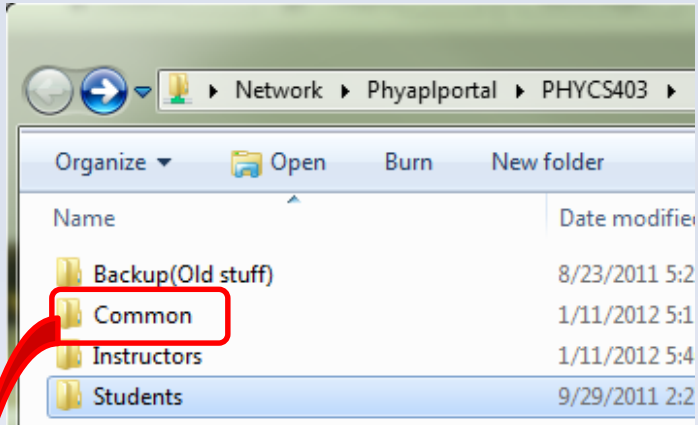 Network Phyaplportal PHYCS403
Organize Open Burn New folder
Name Date modified
Backup(Old stuff) 8/23/2011 5:2
Common 1/11/2012 5:1
Instructors 1/11/2012 5:4
Students 9/29/2011 2:2